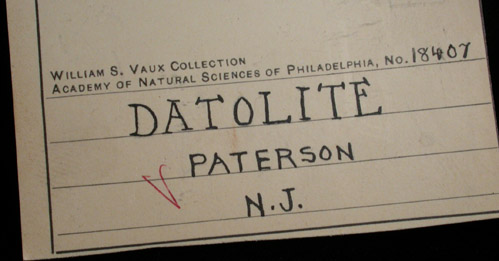 WILLIAM S. VAUX COLLECTION
ACADEMY OF NATURAL SCIENCES OF PHILADELPHIA, NO. 18407
DATOLITE
PATERSON
N.J.